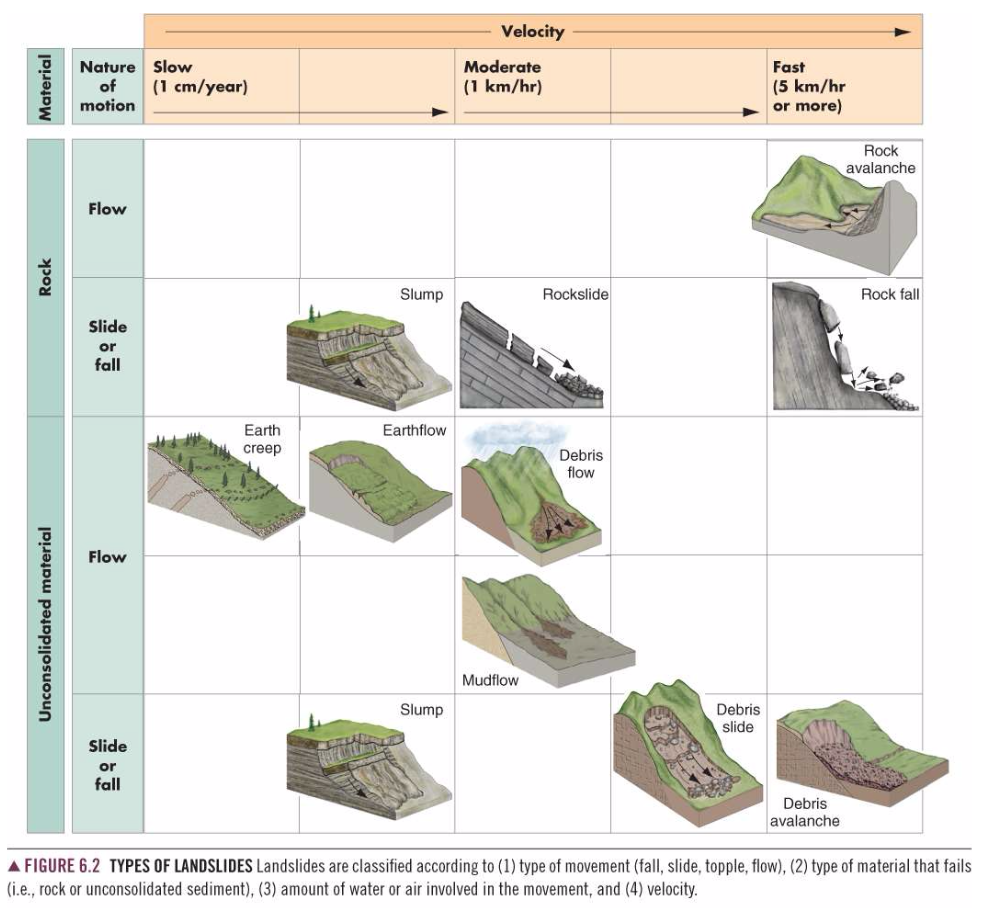 Velocity
Material
Nature
of
motion
Slow
(1 cm/year)
Moderate
(1 km/hr)
Fast
(5 km/hr
or more)
Rock
Flow
Rock
avalanche
Slide
or
fall
Slump
Rockslide
Rock fall
Unconsolidated material
Flow
Earth
creep
Earthflow
Debris
flow
Mudflow
Slide
or
fall
Slump
Debris
slide
Debris
avalanche
▲ FIGURE 6.2 TYPES OF LANDSLIDES Landslides are classified according to (1) type of movement (fall, slide, topple, flow), (2) type of material that fails
(i.e., rock or unconsolidated sediment), (3) amount of water or air involved in the movement, and (4) velocity.